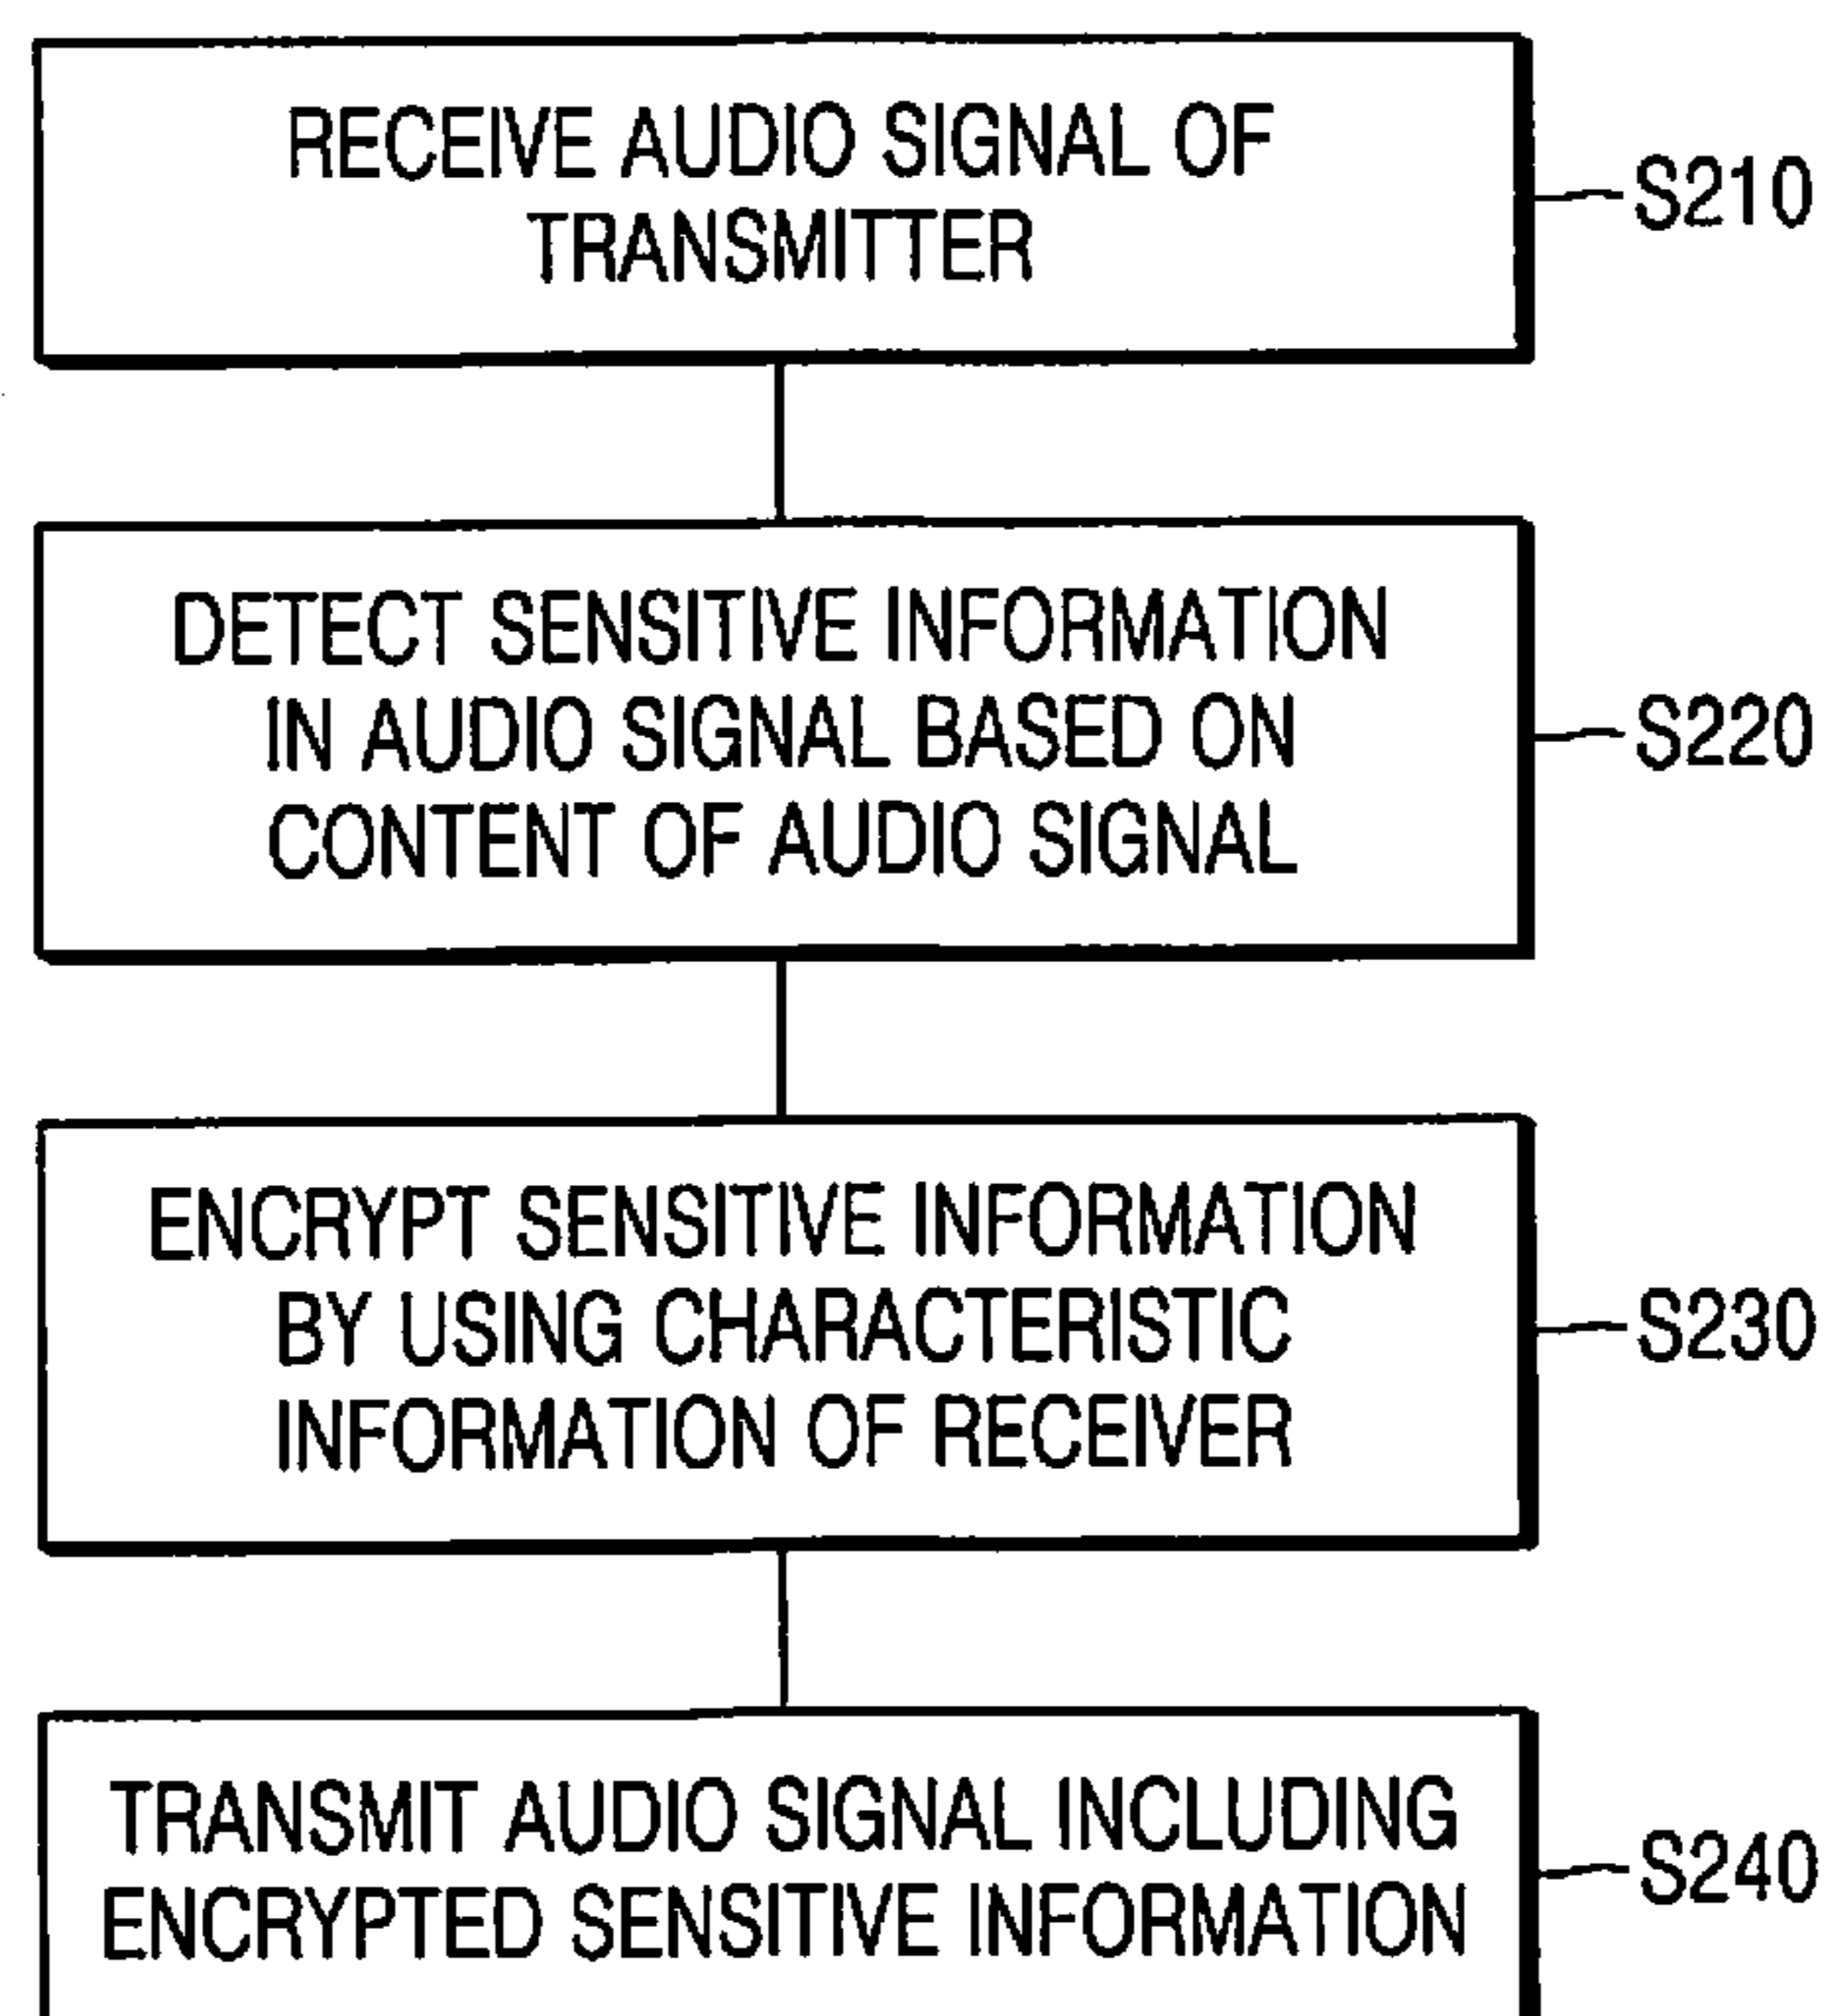 RECEIVE AUDIO SIGNAL OF
TRANSMITTER
S210
DETECT SENSITIVE INFORMATION
IN AUDIO SIGNAL BASED ON
CONTENT OF AUDIO SIGNAL
S220
ENCRYPT SENSITIVE INFORMATION
BY USING CHARACTERISTIC
INFORMATION OF RECEIVER
S230
TRANSMIT AUDIO SIGNAL INCLUDING
ENCRYPTED SENSITIVE INFORMATION
S240